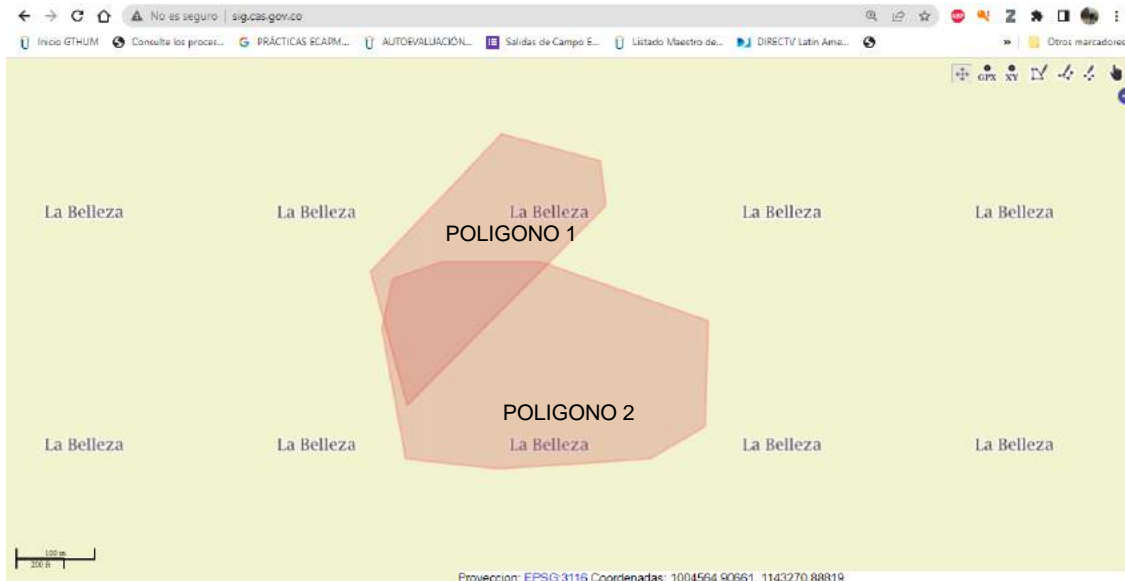 No es seguro | sig.cas.gov.co
Inicio GTHUM Consulte los proces... PRÁCTICAS ECAPM... AUTOEVALUACIÓN... Salidas de Campo E... Listado Maestro de... DIRECTV Latin Ame... » Otros marcadores
GPX XY
La Belleza La Belleza La Belleza La Belleza La Belleza
POLIGONO 1
POLIGONO 2
La Belleza La Belleza La Belleza La Belleza La Belleza
100 m
200 ft
Proyeccion: EPSG:3116 Coordenadas: 1004564.90661, 1143270.88819